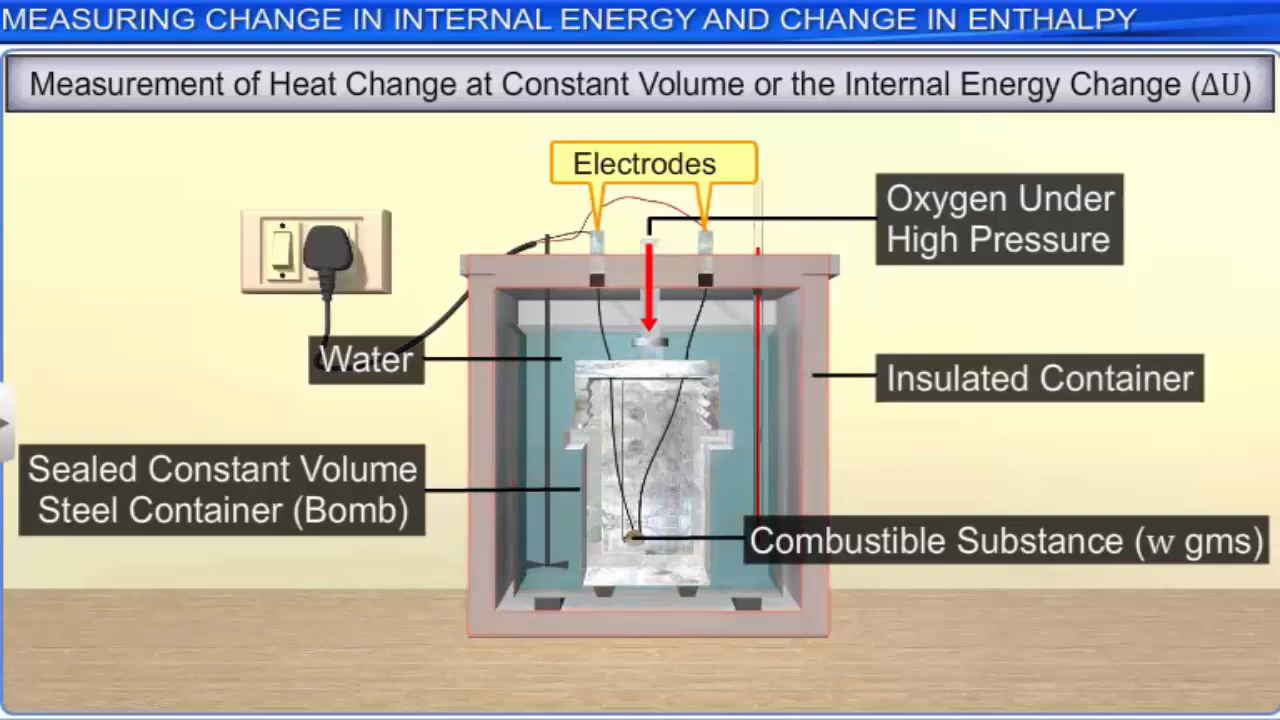 MEASURING CHANGE IN INTERNAL ENERGY AND CHANGE IN ENTHALPY
Measurement of Heat Change at Constant Volume or the Internal Energy Change (ΔU)
Electrodes
Oxygen Under
High Pressure
Water
Insulated Container
Sealed Constant Volume
Steel Container (Bomb)
Combustible Substance (w gms)